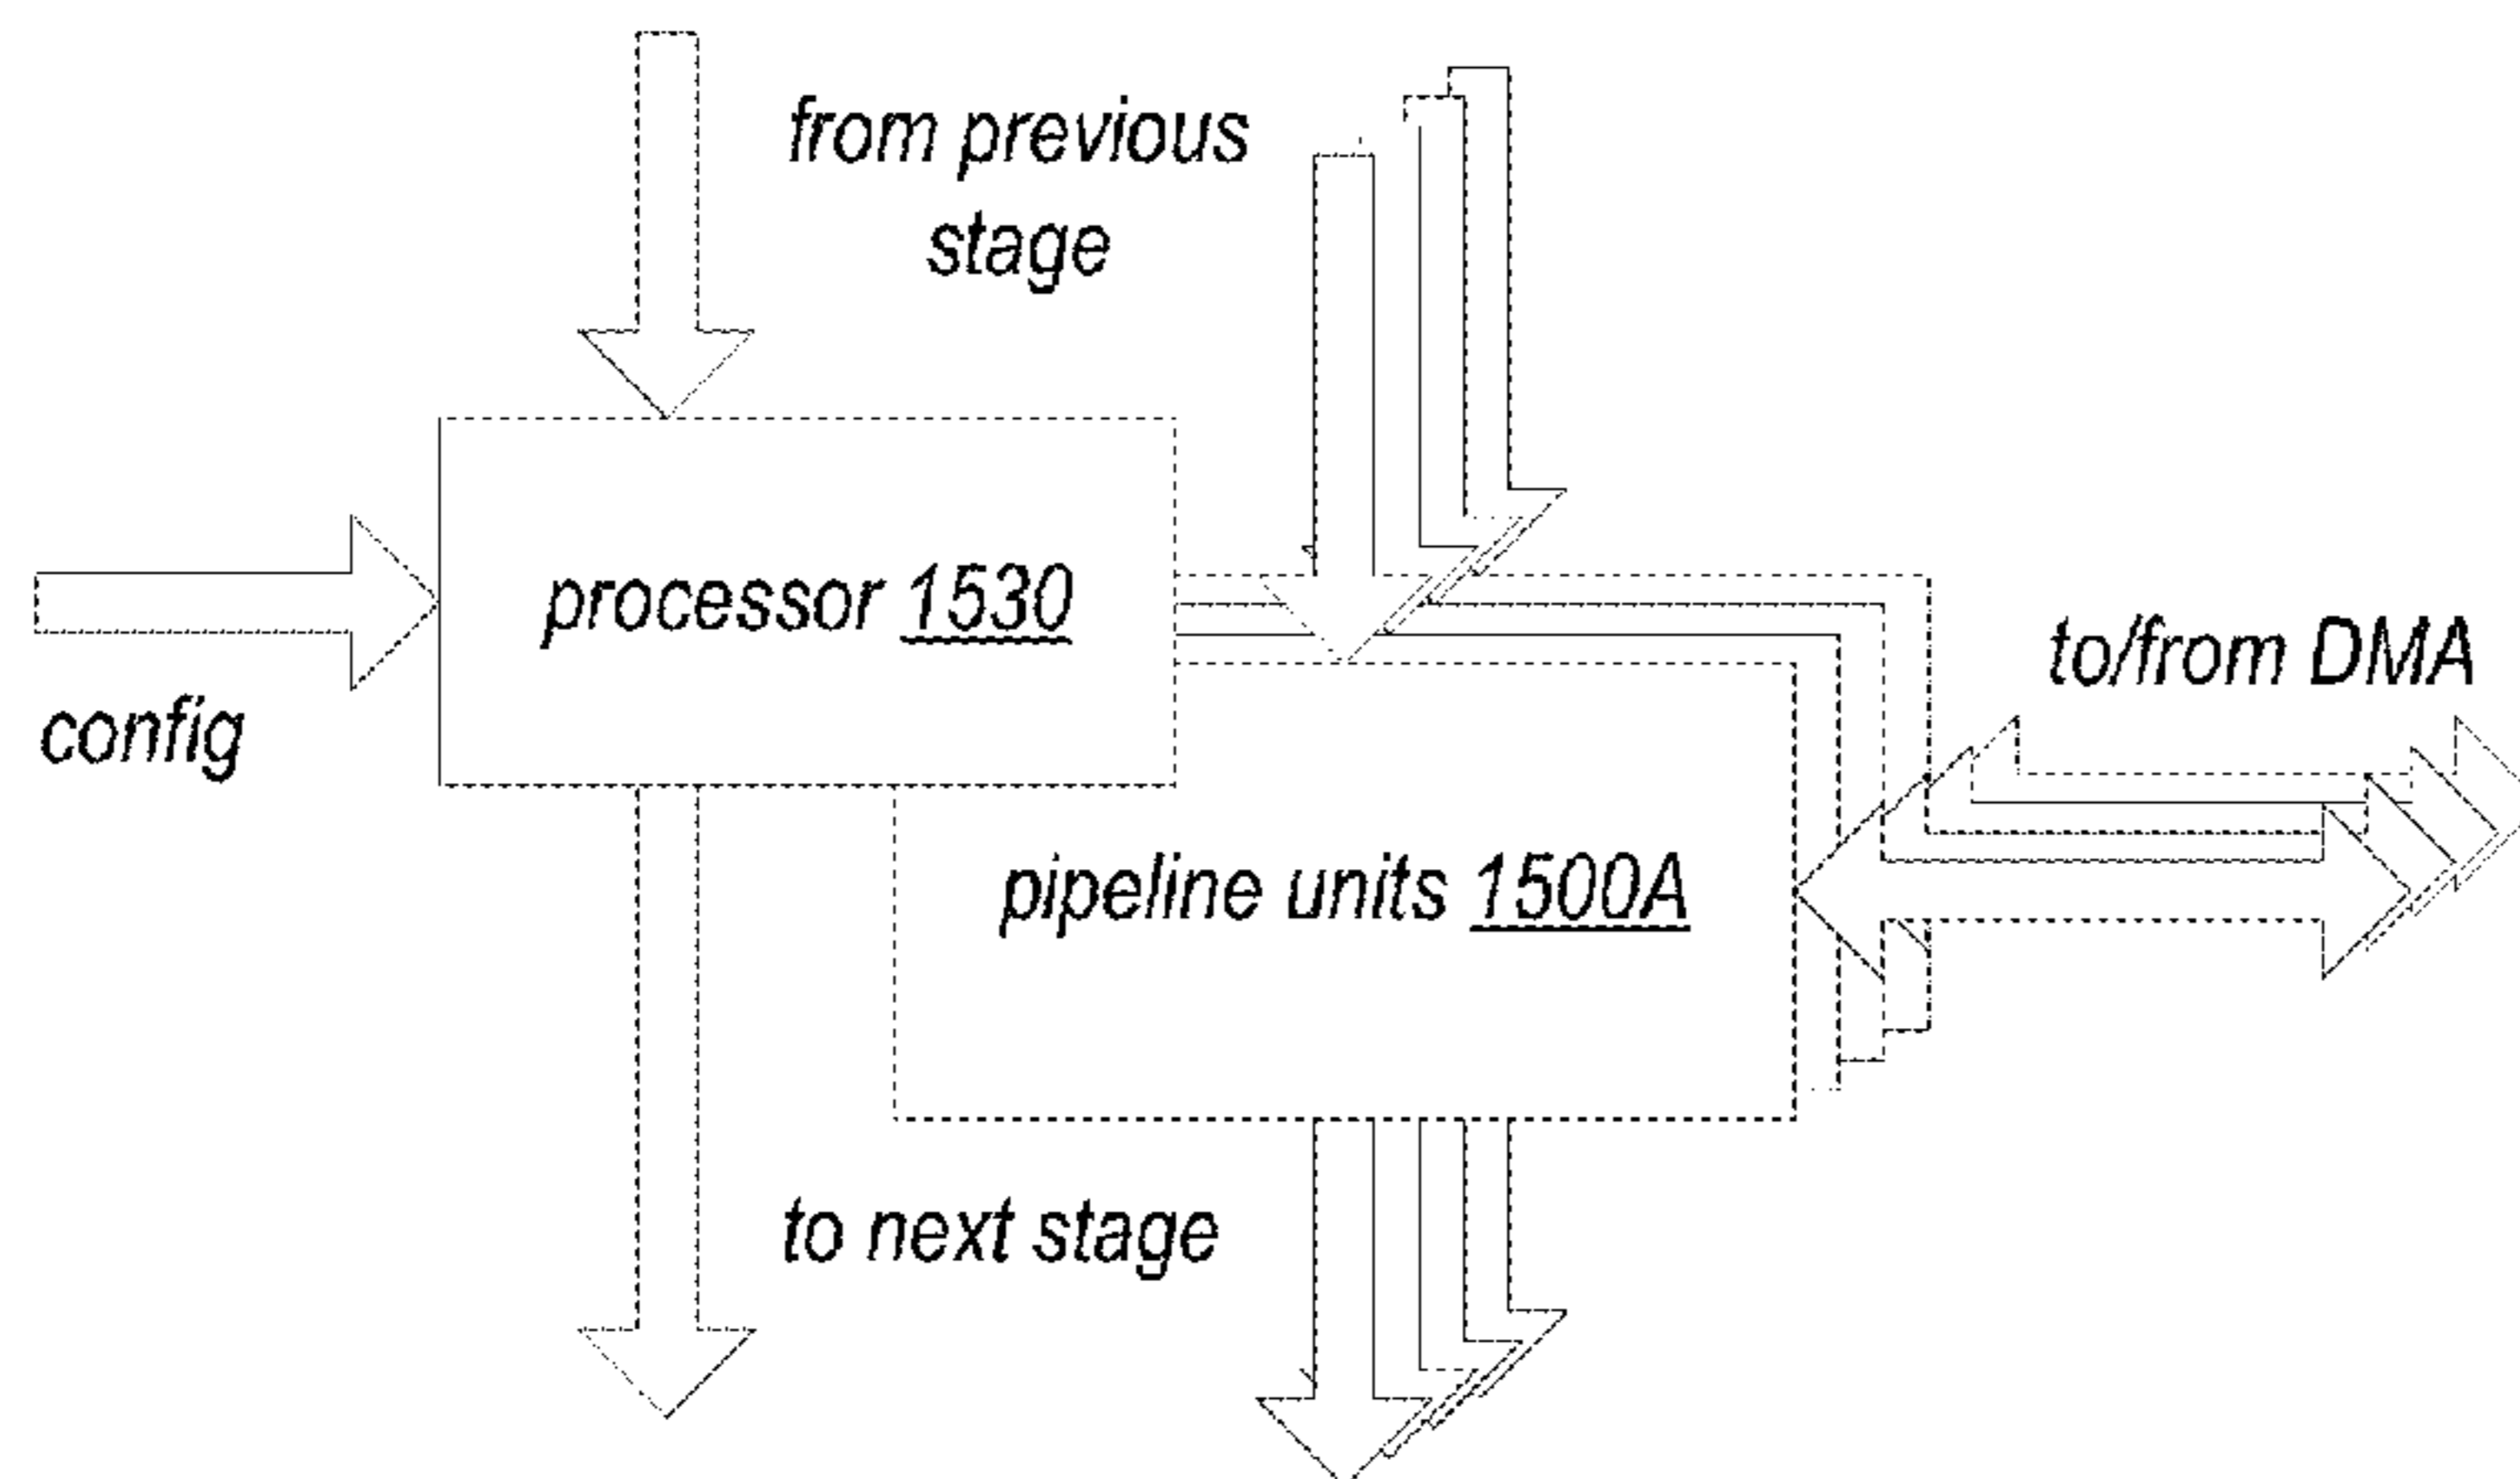 from previous
stage
processor 1530
to/from DMA
config
pipeline units 1500A
to next stage